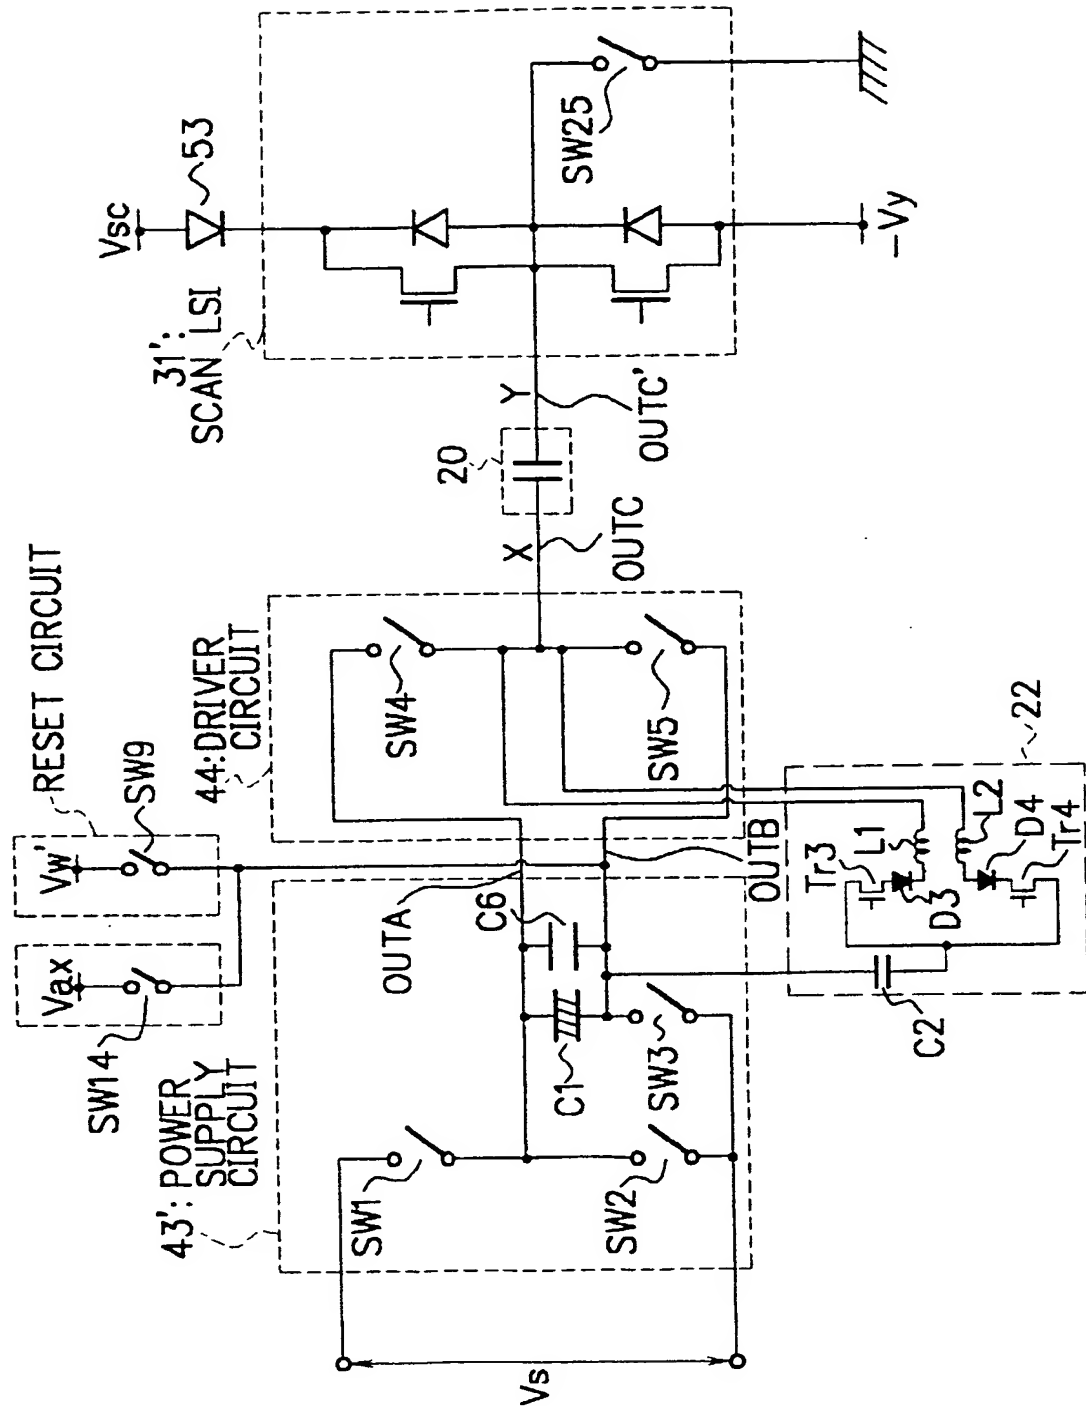 Vsc
53
31':
SCAN LSI
SW25
-Vy
Y
OUTC'
20
X
OUTC
RESET CIRCUIT
Vw'
SW9
44:DRIVER
CIRCUIT
SW4
SW5
Vax
SW14
OUTA
OUTB
C6
C1
SW3
43':POWER
SUPPLY
CIRCUIT
SW1
SW2
Vs
22
Tr3
L1
L2
D3
D4
Tr4
C2